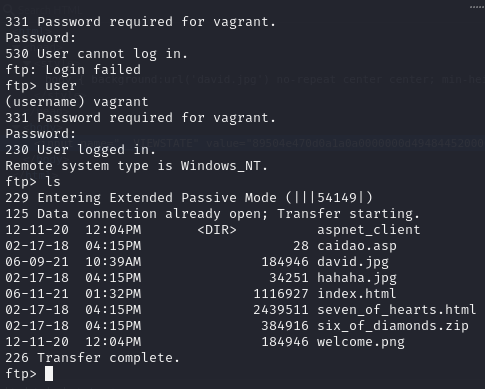 331 Password required for vagrant.
Password:
530 User cannot log in.
ftp: Login failed
ftp> user
(username) vagrant
331 Password required for vagrant.
Password:
230 User logged in.
Remote system type is Windows_NT.
ftp> ls
229 Entering Extended Passive Mode (|||54149|)
125 Data connection already open; Transfer starting.
12-11-20  12:04PM       <DIR>          aspnet_client
02-17-18  04:15PM                   28 caidao.asp
06-09-21  10:39AM               184946 david.jpg
02-17-18  04:15PM                34251 hahaha.jpg
06-11-21  01:32PM              1116927 index.html
02-17-18  04:15PM              2439511 seven_of_hearts.html
02-17-18  04:15PM               384916 six_of_diamonds.zip
12-11-20  12:04PM               184946 welcome.png
226 Transfer complete.
ftp>